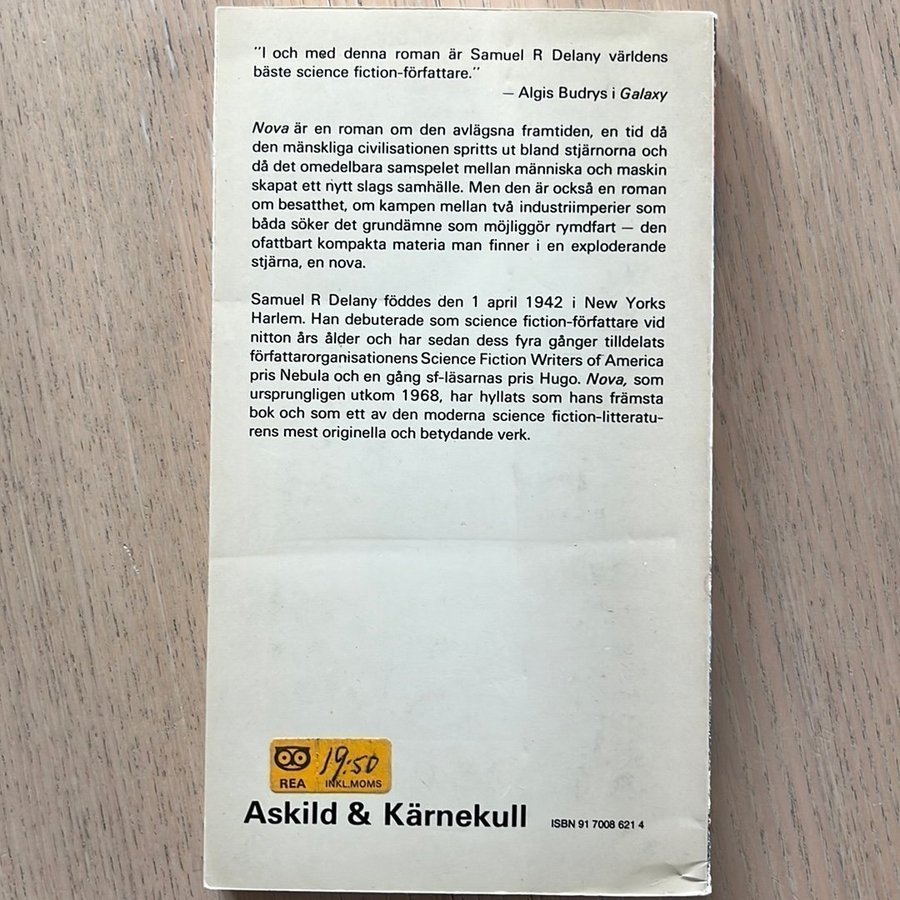 "I och med denna roman är Samuel R Delany världens
bäste science fiction-författare."
— Algis Budrys i Galaxy
Nova är en roman om den avlägsna framtiden, en tid då
den mänskliga civilisationen spritts ut bland stjärnorna och
då det omedelbara samspelet mellan människa och maskin
skapat ett nytt slags samhälle. Men den är också en roman
om besatthet, om kampen mellan två industriimperier som
båda söker det grundämne som möjliggör rymdfart — den
ofattbart kompakta materia man finner i en exploderande
stjärna, en nova.
Samuel R Delany föddes den 1 april 1942 i New Yorks
Harlem. Han debuterade som science fiction-författare vid
nitton års ålder och har sedan dess fyra gånger tilldelats
författarorganisationens Science Fiction Writers of America
pris Nebula och en gång sf-läsarnas pris Hugo. Nova, som
ursprungligen utkom 1968, har hyllats som hans främsta
bok och som ett av den moderna science fiction-litteratu-
rens mest originella och betydande verk.
19:50
REA INKL.MOMS
Askild & Kärnekull ISBN 91 7008 621 4